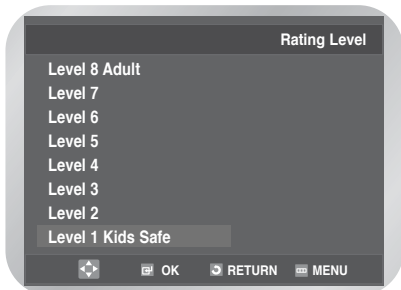 Rating Level
Level 8 Adult
Level 7
Level 6
Level 5
Level 4
Level 3
Level 2
Level 1 Kids Safe
OK RETURN MENU